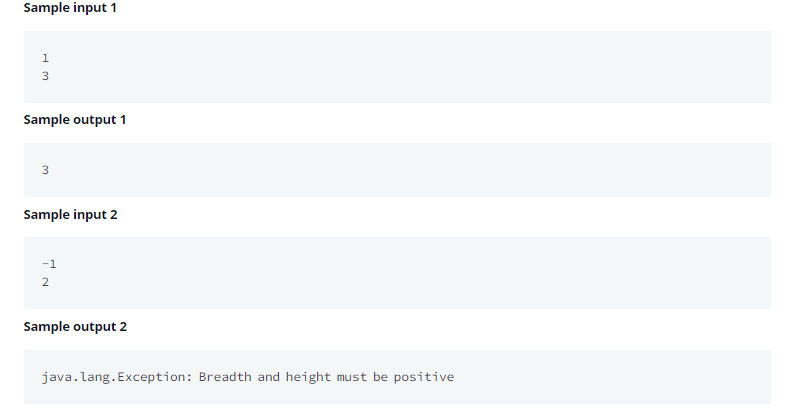 Sample input 1
1
3
Sample output 1
3
Sample input 2
-1
2
Sample output 2
java.lang.Exception: Breadth and height must be positive